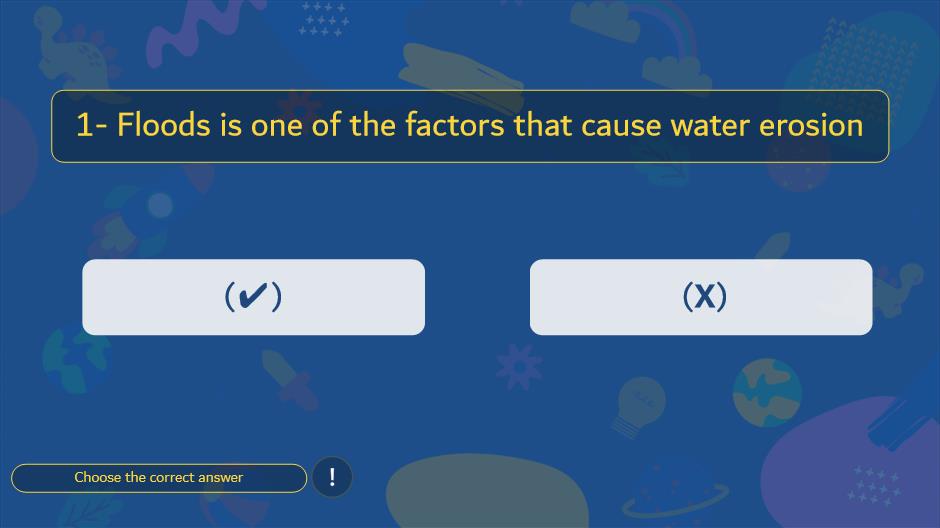 1- Floods is one of the factors that cause water erosion
(✔)
(X)
Choose the correct answer
!